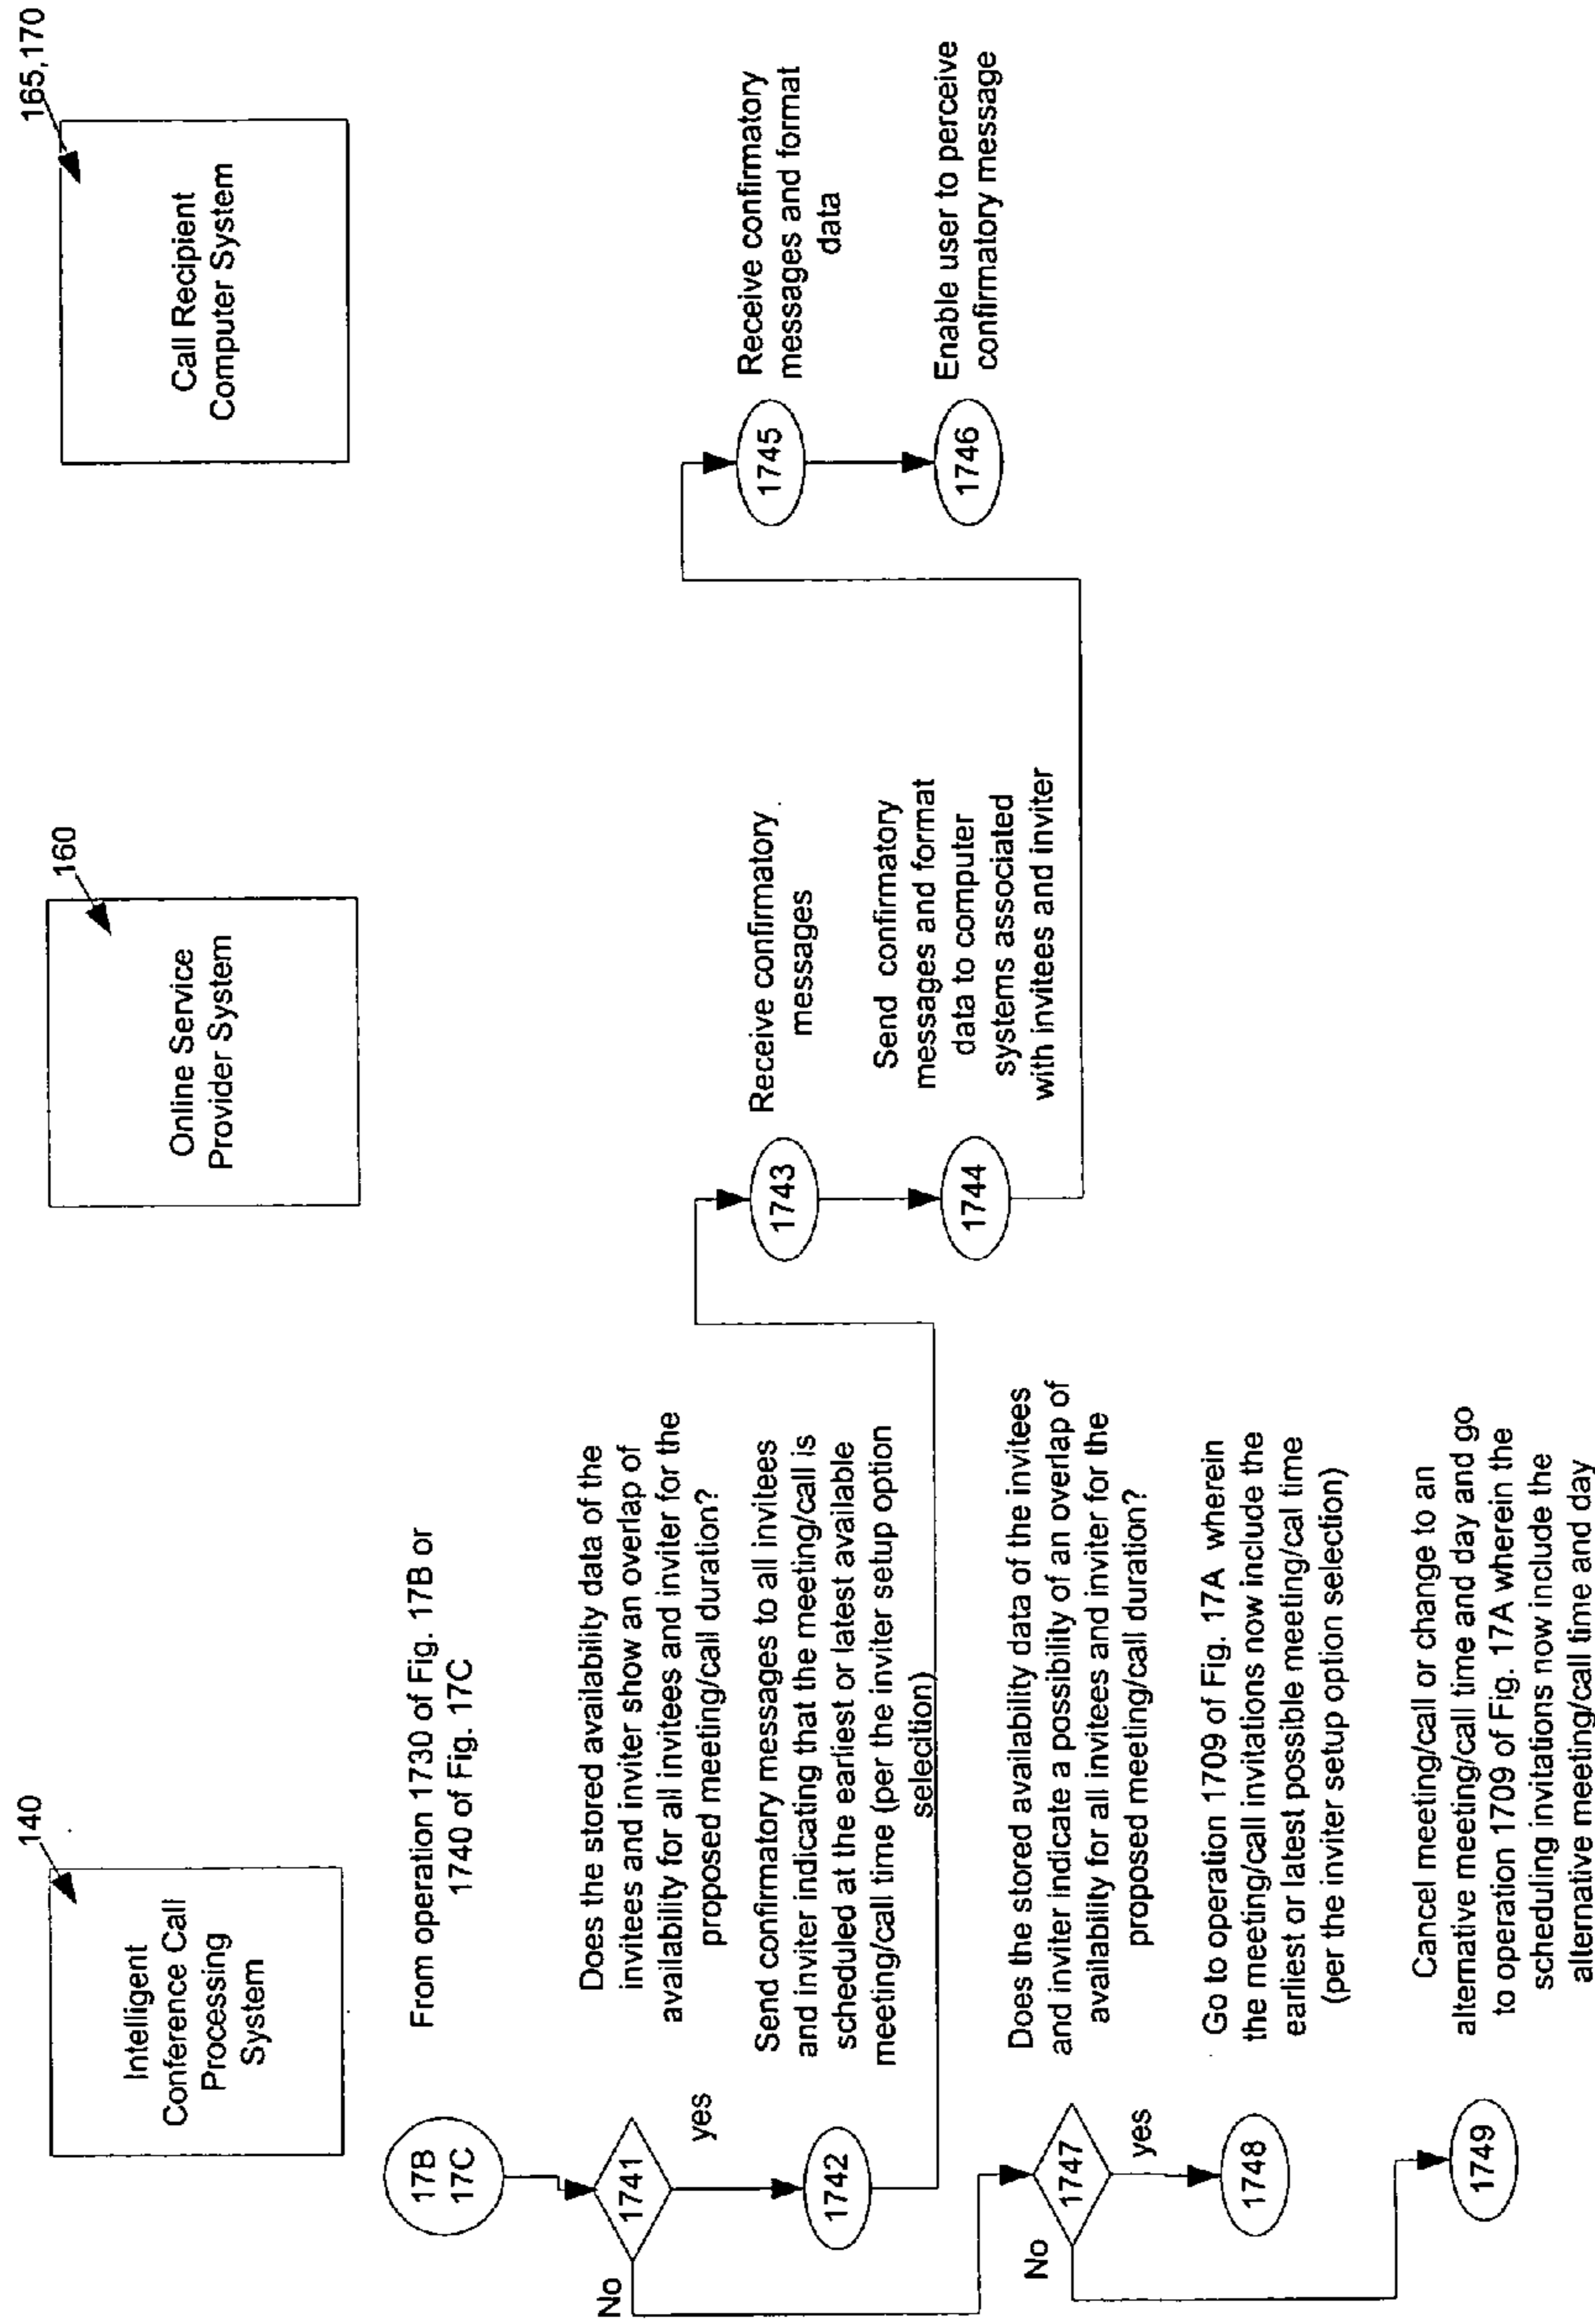 140
Intelligent
Conference Call
Processing
System
160
Online Service
Provider System
165,170
Call Recipient
Computer System
17B
17C
From operation 1730 of Fig. 17B or
1740 of Fig. 17C
1741
Does the stored availability data of the
invitees and inviter show an overlap of
availability for all invitees and inviter for the
proposed meeting/call duration?
yes
No
1742
Send confirmatory messages to all invitees
and inviter indicating that the meeting/call is
scheduled at the earliest or latest available
meeting/call time (per the inviter setup option
selection)
1743
Receive confirmatory
messages
1744
Send confirmatory
messages and format
data to computer
systems associated
with invitees and inviter
1745
Receive confirmatory
messages and format
data
1746
Enable user to perceive
confirmatory message
1747
Does the stored availability data of the invitees
and inviter indicate a possibility of an overlap of
availability for all invitees and inviter for the
proposed meeting/call duration?
yes
No
1748
Go to operation 1709 of Fig. 17A wherein
the meeting/call invitations now include the
earliest or latest possible meeting/cal time
(per the inviter setup option selection)
1749
Cancel meeting/call or change to an
alternative meeting/call time and day and go
to operation 1709 of Fig. 17A wherein the
scheduling invitations now include the
alternative meeting/call time and day